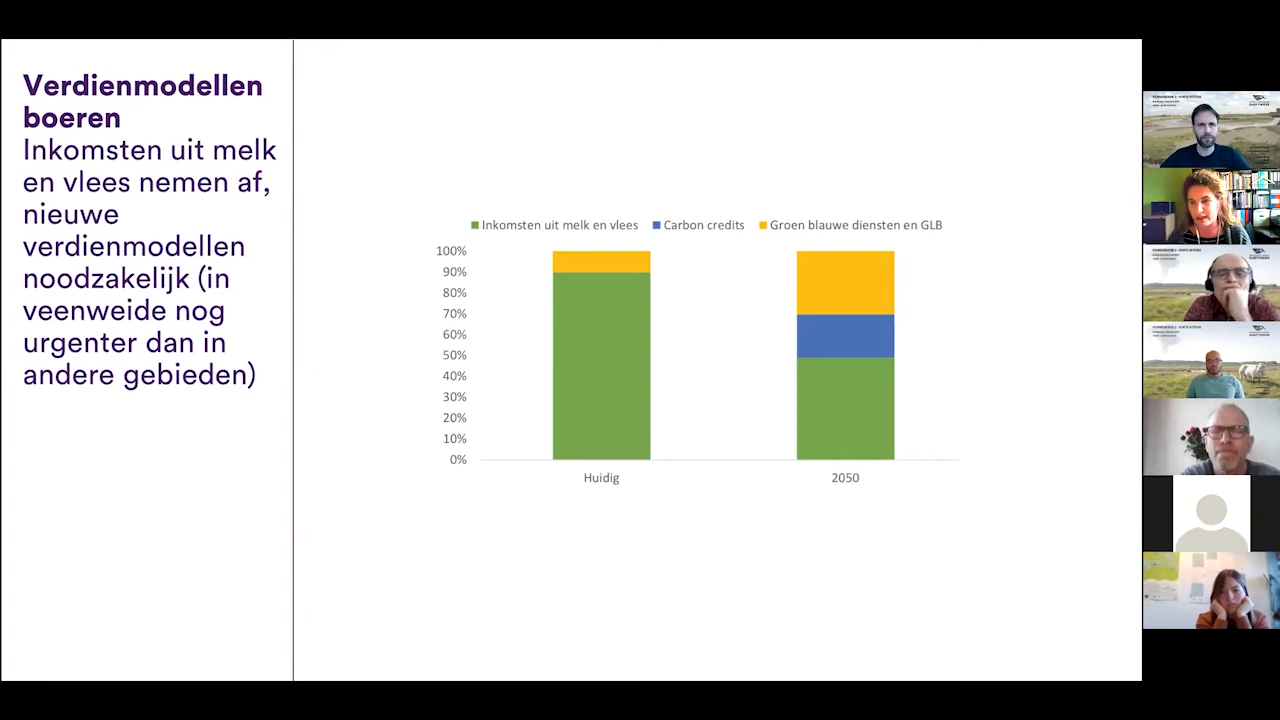 Verdienmodellen
boeren
Inkomsten uit melk
en vlees nemen af,
nieuwe
verdienmodellen
noodzakelijk (in
veenweide nog
urgenter dan in
andere gebieden)
Inkomsten uit melk en vlees
Carbon credits
Groen blauwe diensten en GLB
100%
90%
80%
70%
60%
50%
40%
30%
20%
10%
0%
Huidig
2050